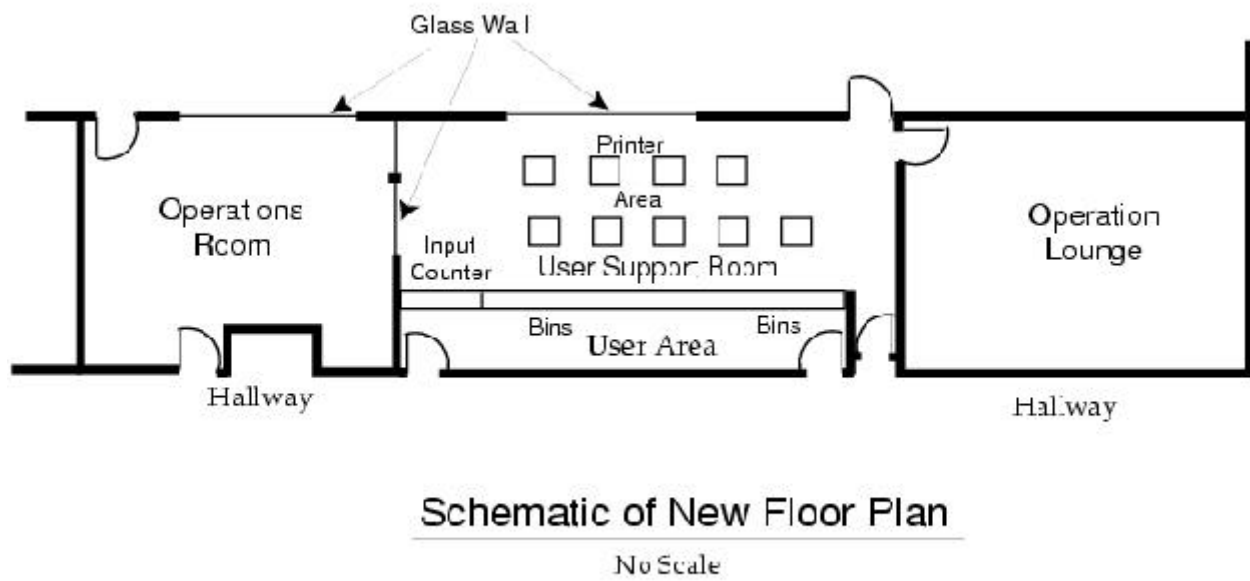 Glass Wall
Printer
Area
Operations
Room
Operation
Lounge
Input
Counter
User Support Room
Bins
Bins
User Area
Hallway
Hallway
Schematic of New Floor Plan
No Scale